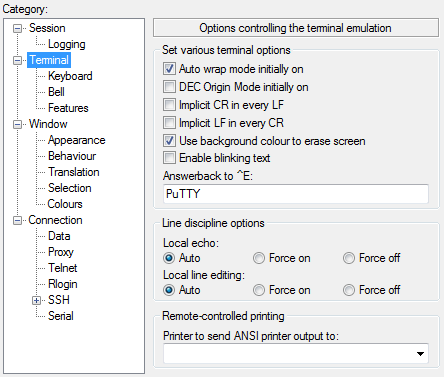 Category:
Session
Logging
Terminal
Keyboard
Bell
Features
Window
Appearance
Behaviour
Translation
Selection
Colours
Connection
Data
Proxy
Telnet
Rlogin
SSH
Serial
Options controlling the terminal emulation
Set various terminal options
Auto wrap mode initially on
DEC Origin Mode initially on
Implicit CR in every LF
Implicit LF in every CR
Use background colour to erase screen
Enable blinking text
Answerback to ^E:
PuTTY
Line discipline options
Local echo:
Auto Force on Force off
Local line editing:
Auto Force on Force off
Remote-controlled printing
Printer to send ANSI printer output to: